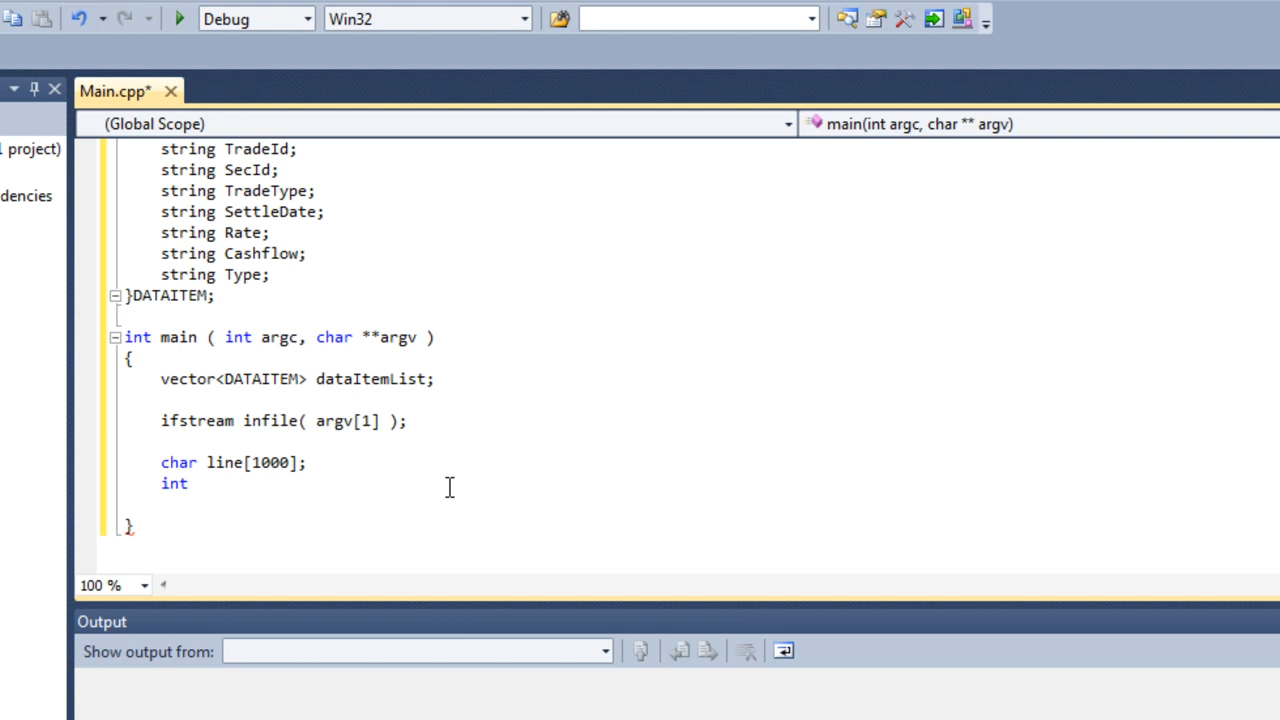 Debug Win32
Main.cpp*
(Global Scope) main(int argc, char ** argv)
project)
dencies
string TradeId;
string SecId;
string TradeType;
string SettleDate;
string Rate;
string Cashflow;
string Type;
}DATAITEM;
int main ( int argc, char **argv )
{
vector<DATAITEM> dataItemList;
ifstream infile( argv[1] );
char line[1000];
int
}
100 %
Output
Show output from: